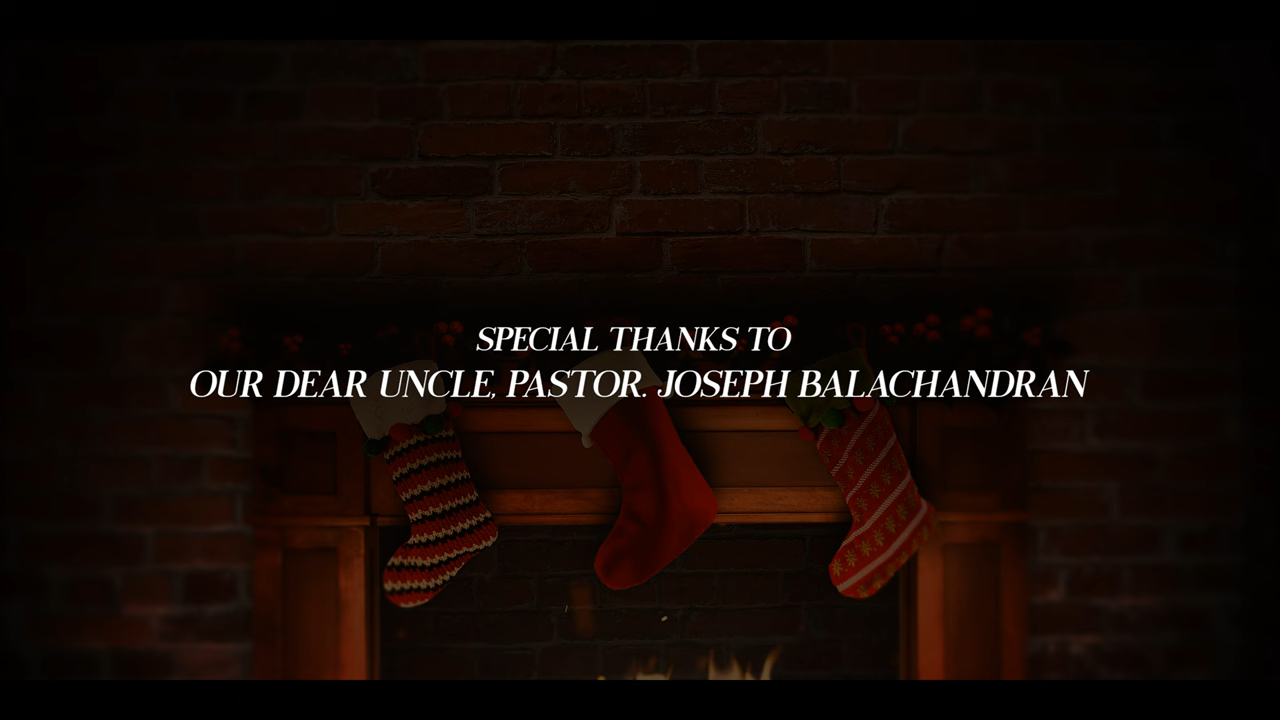 SPECIAL THANKS TO
OUR DEAR UNCLE, PASTOR. JOSEPH BALACHANDRAN